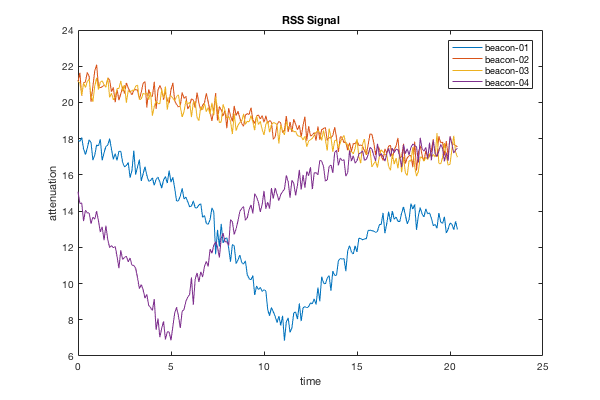 RSS Signal
beacon-01
beacon-02
beacon-03
beacon-04
attenuation
24
22
20
18
16
14
12
10
8
6
0 5 10 15 20 25
time